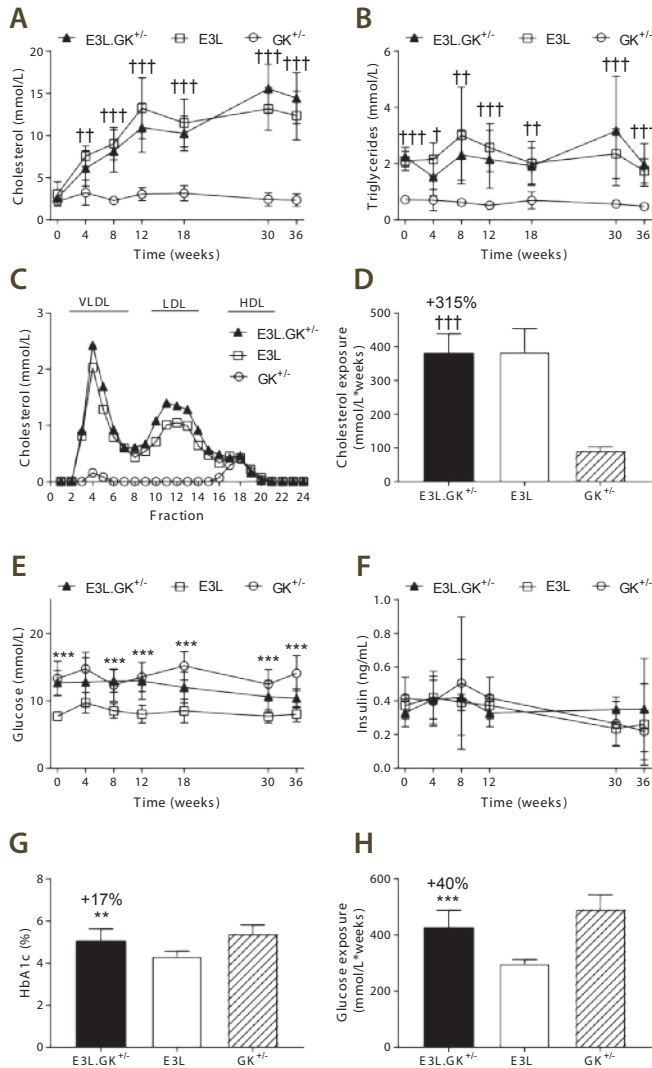 A
E3L.GK+/- E3L GK+/-
Cholesterol (mmol/L)
20
15
10
5
0
†† ††† ††† ††† ††† †††
0 4 8 12 18 30 36
Time (weeks)
B
E3L.GK+/- E3L GK+/-
Triglycerides (mmol/L)
6
4
2
0
††† † †† ††† †† ††† †††
0 4 8 12 18 30 36
Time (weeks)
C
VLDL LDL HDL
Cholesterol (mmol/L)
3
2
1
0
E3L.GK+/-
E3L
GK+/-
0 2 4 6 8 10 12 14 16 18 20 22 24
Fraction
D
Cholesterol exposure
(mmol/L*weeks)
500
400
300
200
100
0
+315%
†††
E3L.GK+/- E3L GK+/-
E
E3L.GK+/- E3L GK+/-
Glucose (mmol/L)
20
10
0
*** *** *** *** *** ***
0 4 8 12 18 30 36
Time (weeks)
F
E3L.GK+/- E3L GK+/-
Insulin (ng/mL)
1.0
0.8
0.6
0.4
0.2
0.0
0 4 8 12 30 36
Time (weeks)
G
HbA1c (%)
8
6
4
2
0
+17%
**
E3L.GK+/- E3L GK+/-
H
Glucose exposure
(mmol/L*weeks)
600
400
200
0
+40%
***
E3L.GK+/- E3L GK+/-